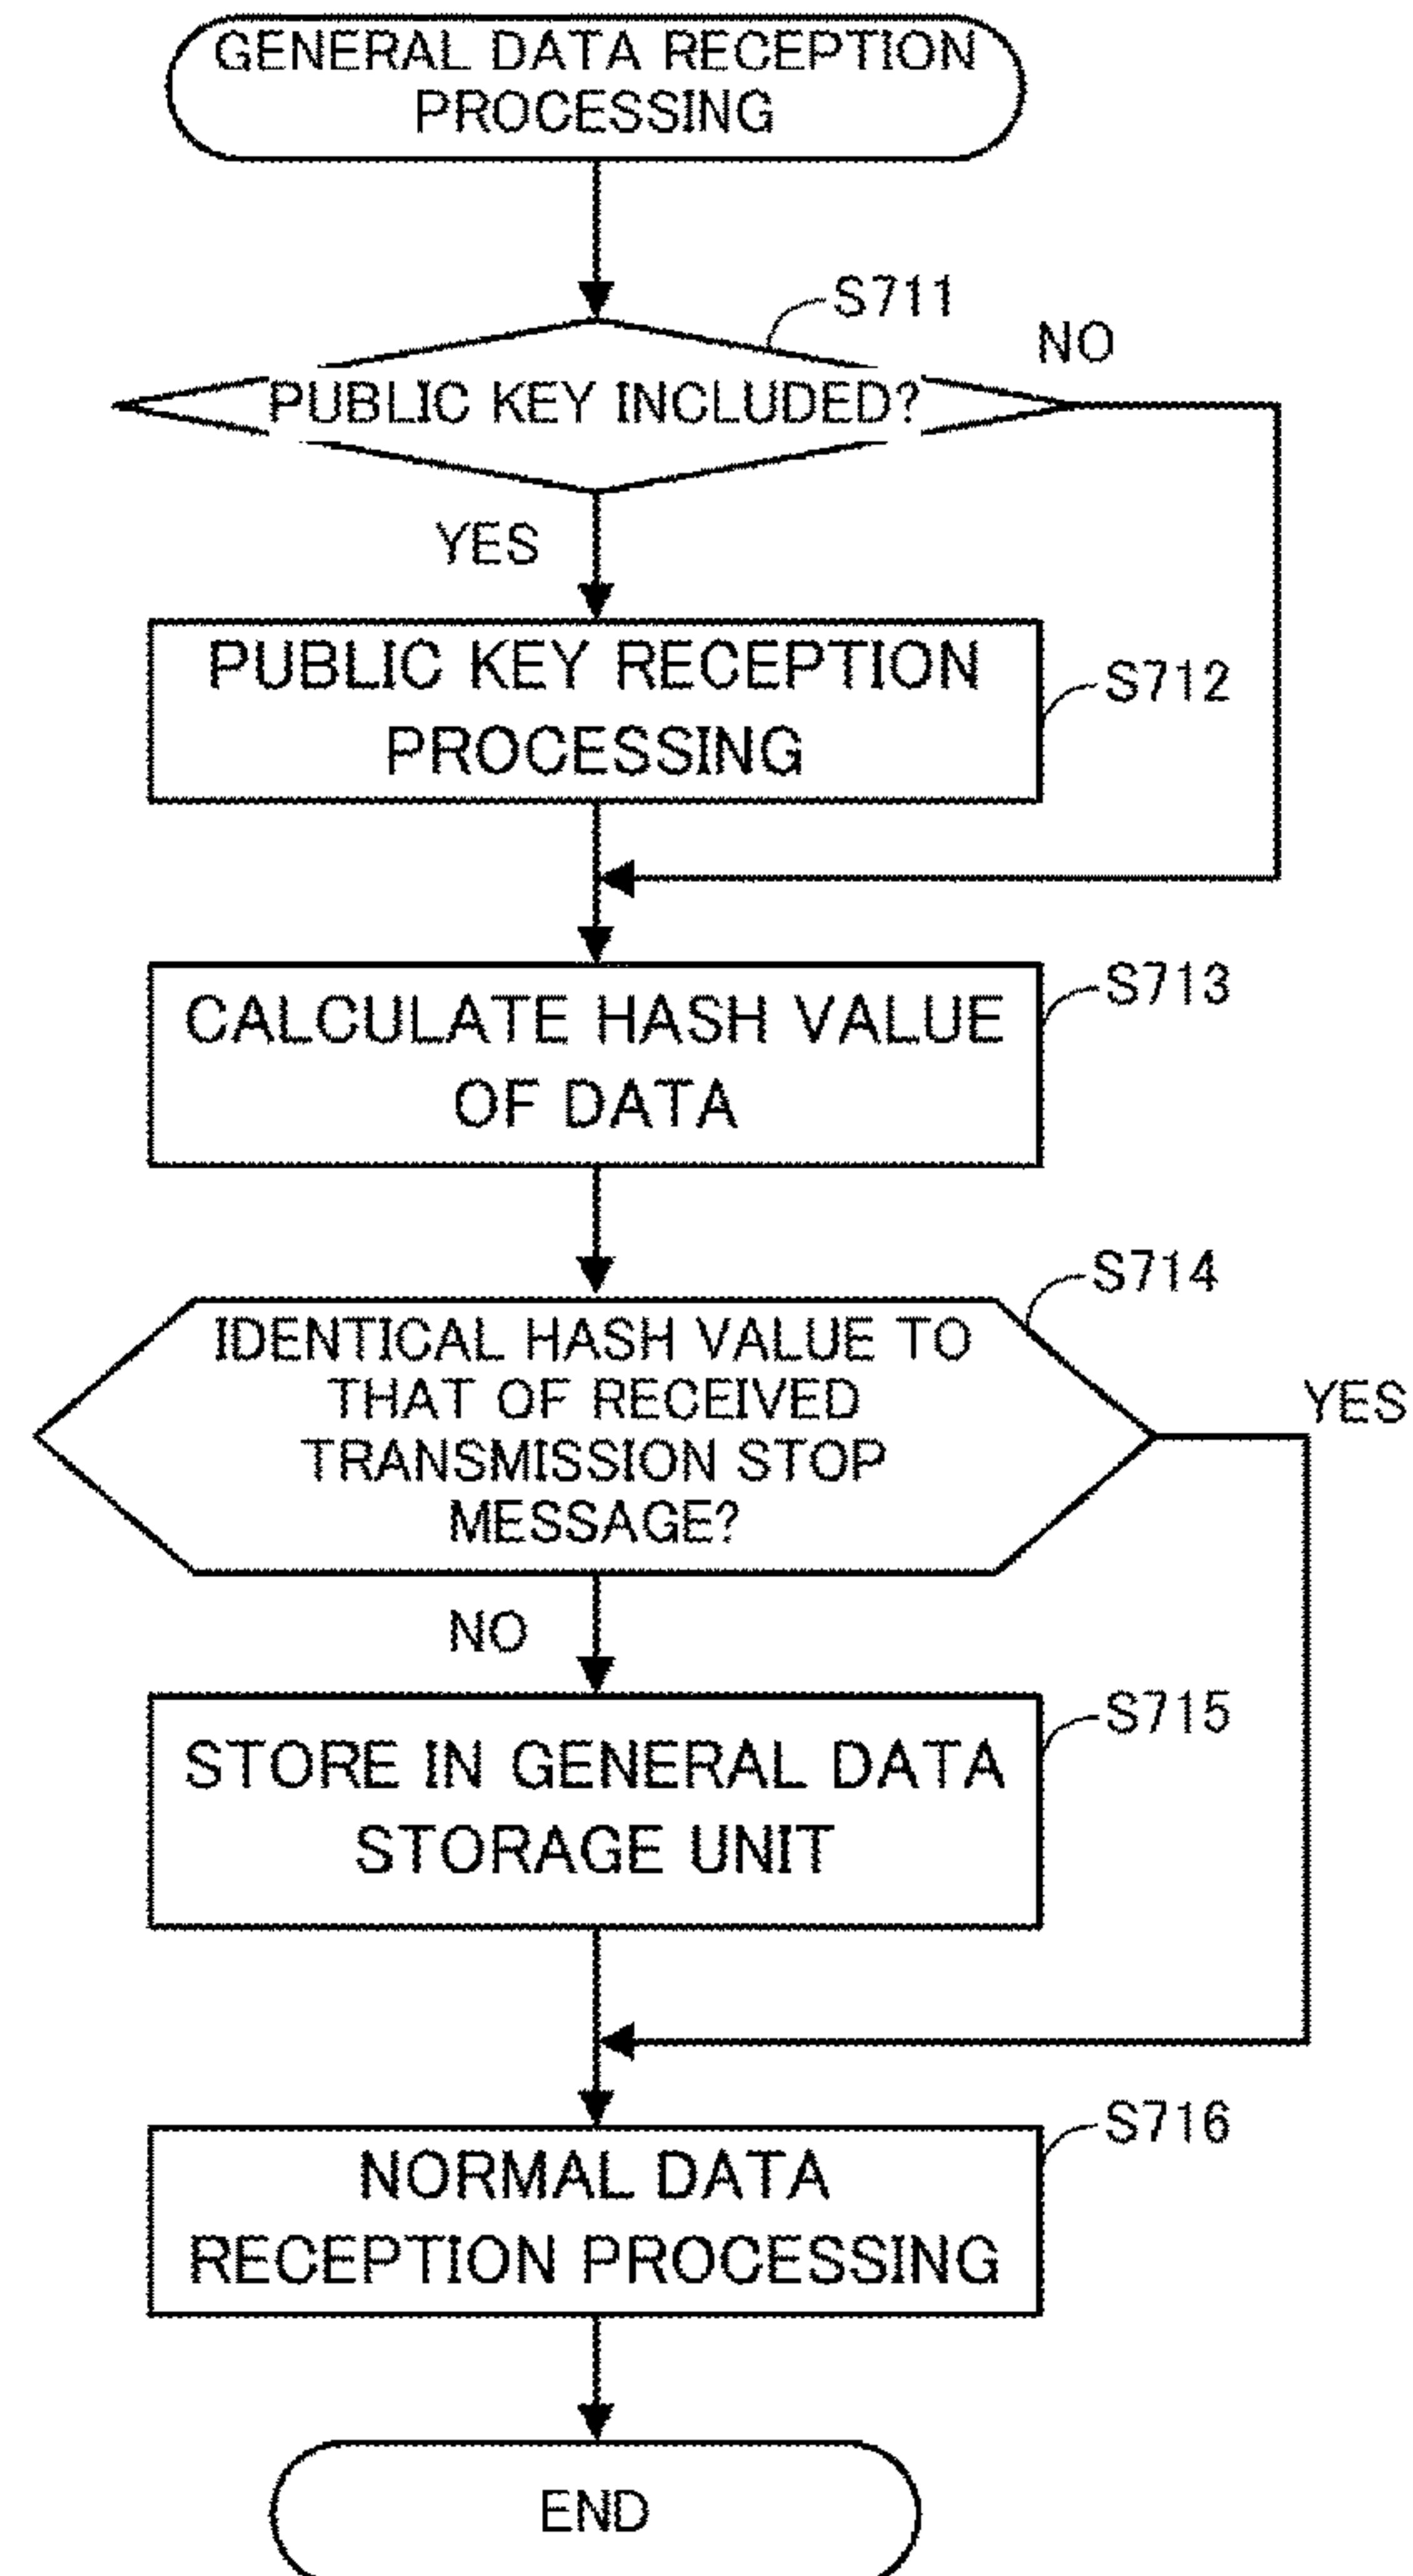 GENERAL DATA RECEPTION
PROCESSING
S711
NO
PUBLIC KEY INCLUDED?
YES
PUBLIC KEY RECEPTION
PROCESSING
S712
S713
CALCULATE HASH VALUE
OF DATA
S714
IDENTICAL HASH VALUE TO
THAT OF RECEIVED
TRANSMISSION STOP
MESSAGE?
YES
NO
S715
STORE IN GENERAL DATA
STORAGE UNIT
S716
NORMAL DATA
RECEPTION PROCESSING
END